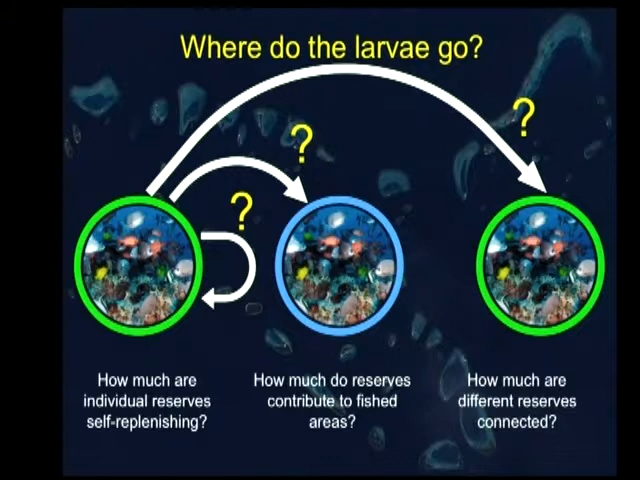 Where do the larvae go?
?
?
?
How much are
individual reserves
self-replenishing?
How much do reserves
contribute to fished
areas?
How much are
different reserves
connected?